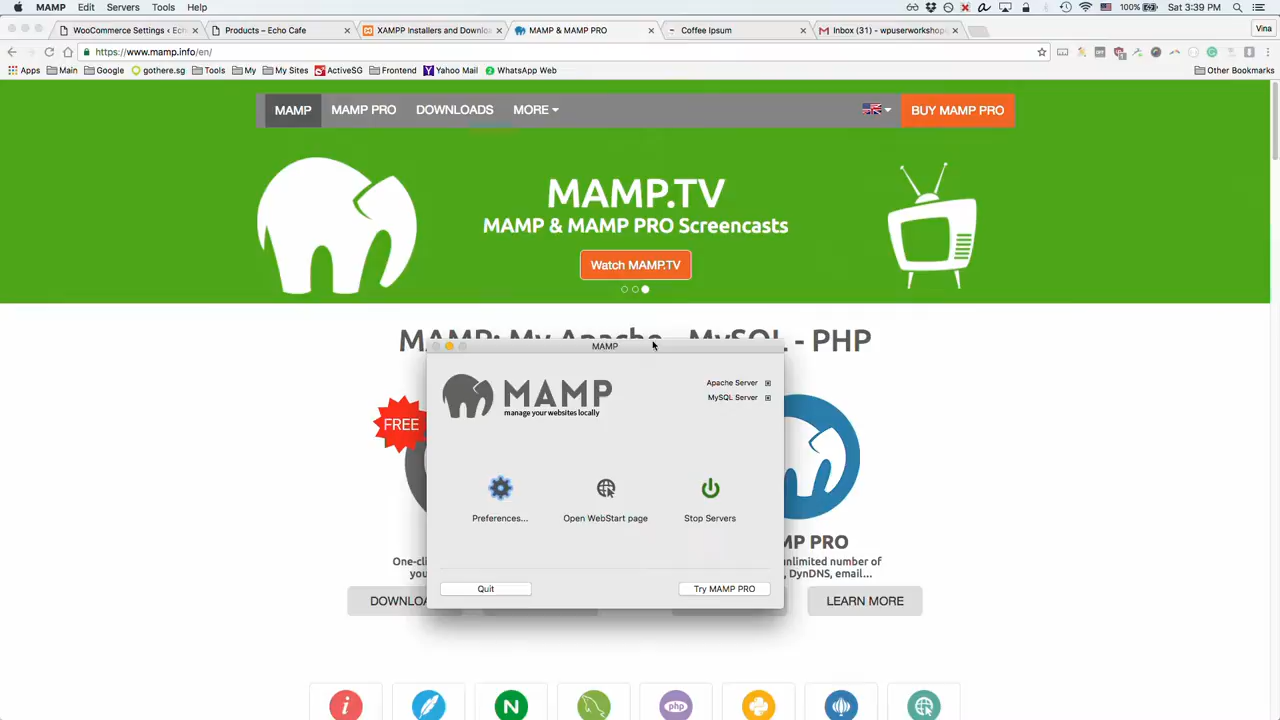 MAMP Edit Servers Tools Help 100% Sat 3:39 PM
WooCommerce Settings ‹ Ech Products – Echo Cafe XAMPP Installers and Downlo MAMP & MAMP PRO Coffee Ipsum Inbox (31) - wpuserworkshop Vina
https://www.mamp.info/en/
Apps Main Google gothere.sg Tools My My Sites ActiveSG Frontend Yahoo Mail WhatsApp Web Other Bookmarks
MAMP MAMP PRO DOWNLOADS MORE BUY MAMP PRO
MAMP.TV
MAMP & MAMP PRO Screencasts
Watch MAMP.TV
MAMP: My Apache - MySQL - PHP
MAMP
MAMP
manage your websites locally
Apache Server
MySQL Server
FREE
Preferences...
Open WebStart page
Stop Servers
MP PRO
One-cli
you
unlimited number of
, DynDNS, email...
Quit
Try MAMP PRO
DOWNLOA
LEARN MORE
i
N
php